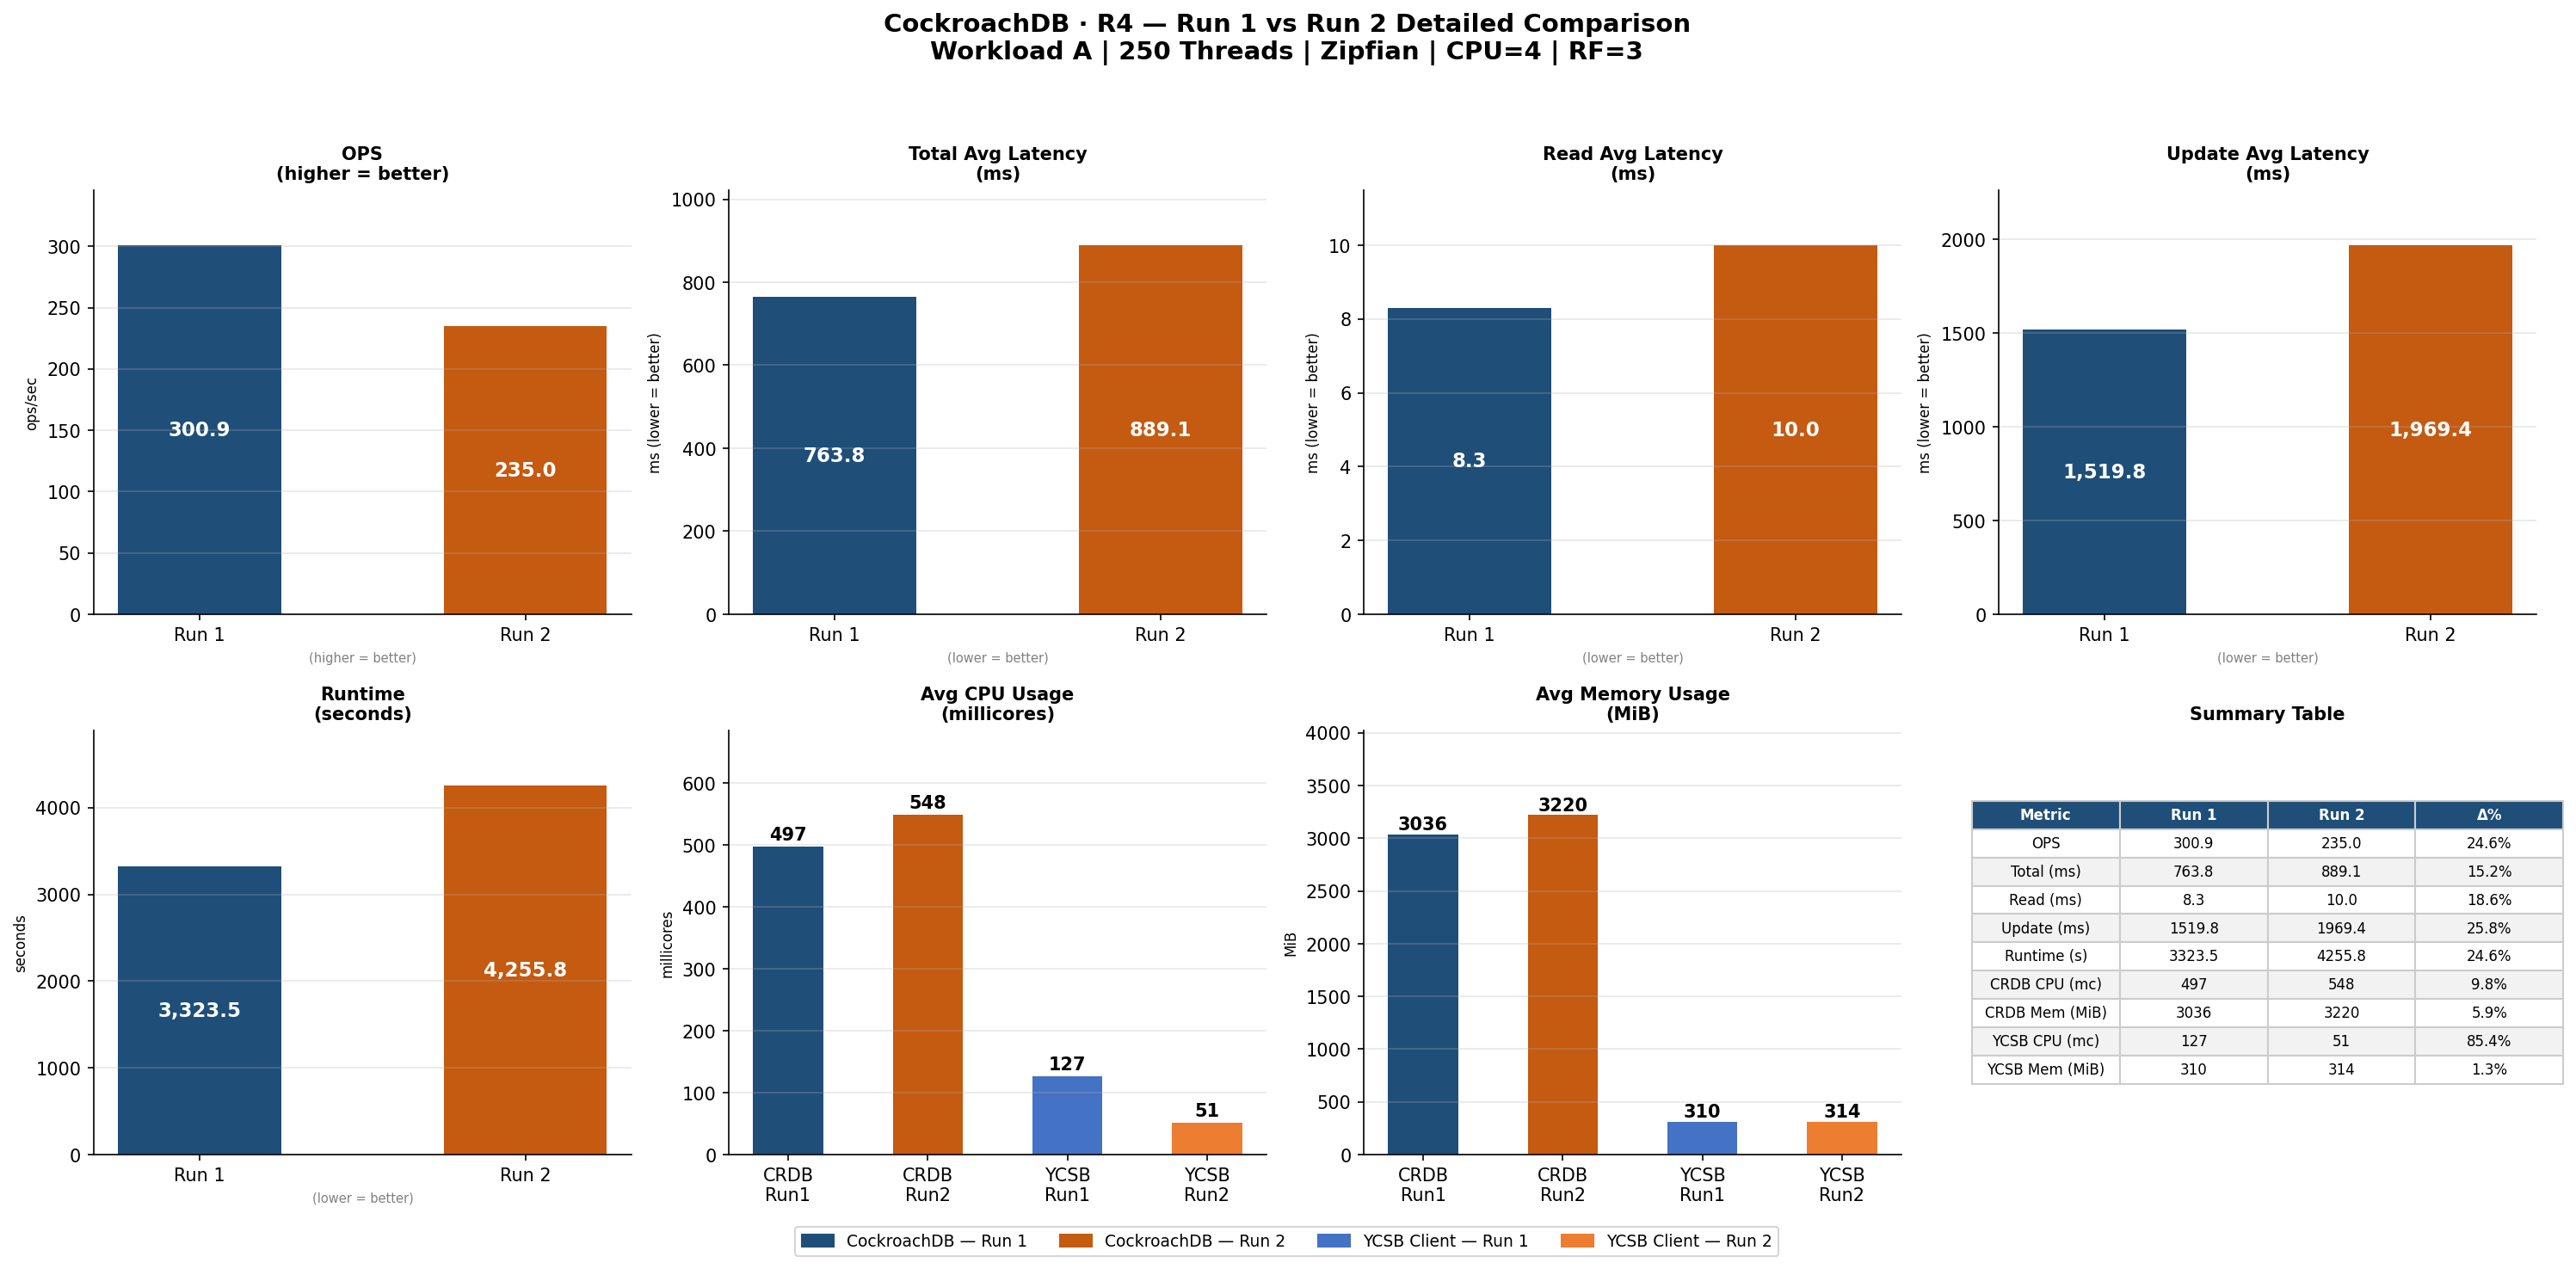 CockroachDB · R4 — Run 1 vs Run 2 Detailed Comparison
Workload A | 250 Threads | Zipfian | CPU=4 | RF=3
OPS
(higher = better)
ops/sec
300
250
200
150
100
50
0
300.9
235.0
Run 1
Run 2
(higher = better)
Total Avg Latency
(ms)
ms (lower = better)
1000
800
600
400
200
0
763.8
889.1
Run 1
Run 2
(lower = better)
Read Avg Latency
(ms)
ms (lower = better)
10
8
6
4
2
0
8.3
10.0
Run 1
Run 2
(lower = better)
Update Avg Latency
(ms)
ms (lower = better)
2000
1500
1000
500
0
1,519.8
1,969.4
Run 1
Run 2
(lower = better)
Runtime
(seconds)
seconds
4000
3000
2000
1000
0
3,323.5
4,255.8
Run 1
Run 2
(lower = better)
Avg CPU Usage
(millicores)
millicores
600
500
400
300
200
100
0
497
548
127
51
CRDB
Run1
CRDB
Run2
YCSB
Run1
YCSB
Run2
Avg Memory Usage
(MiB)
MiB
4000
3500
3000
2500
2000
1500
1000
500
0
3036
3220
310
314
CRDB
Run1
CRDB
Run2
YCSB
Run1
YCSB
Run2
Summary Table
Metric Run 1 Run 2 Δ%
OPS 300.9 235.0 24.6%
Total (ms) 763.8 889.1 15.2%
Read (ms) 8.3 10.0 18.6%
Update (ms) 1519.8 1969.4 25.8%
Runtime (s) 3323.5 4255.8 24.6%
CRDB CPU (mc) 497 548 9.8%
CRDB Mem (MiB) 3036 3220 5.9%
YCSB CPU (mc) 127 51 85.4%
YCSB Mem (MiB) 310 314 1.3%
CockroachDB — Run 1
CockroachDB — Run 2
YCSB Client — Run 1
YCSB Client — Run 2